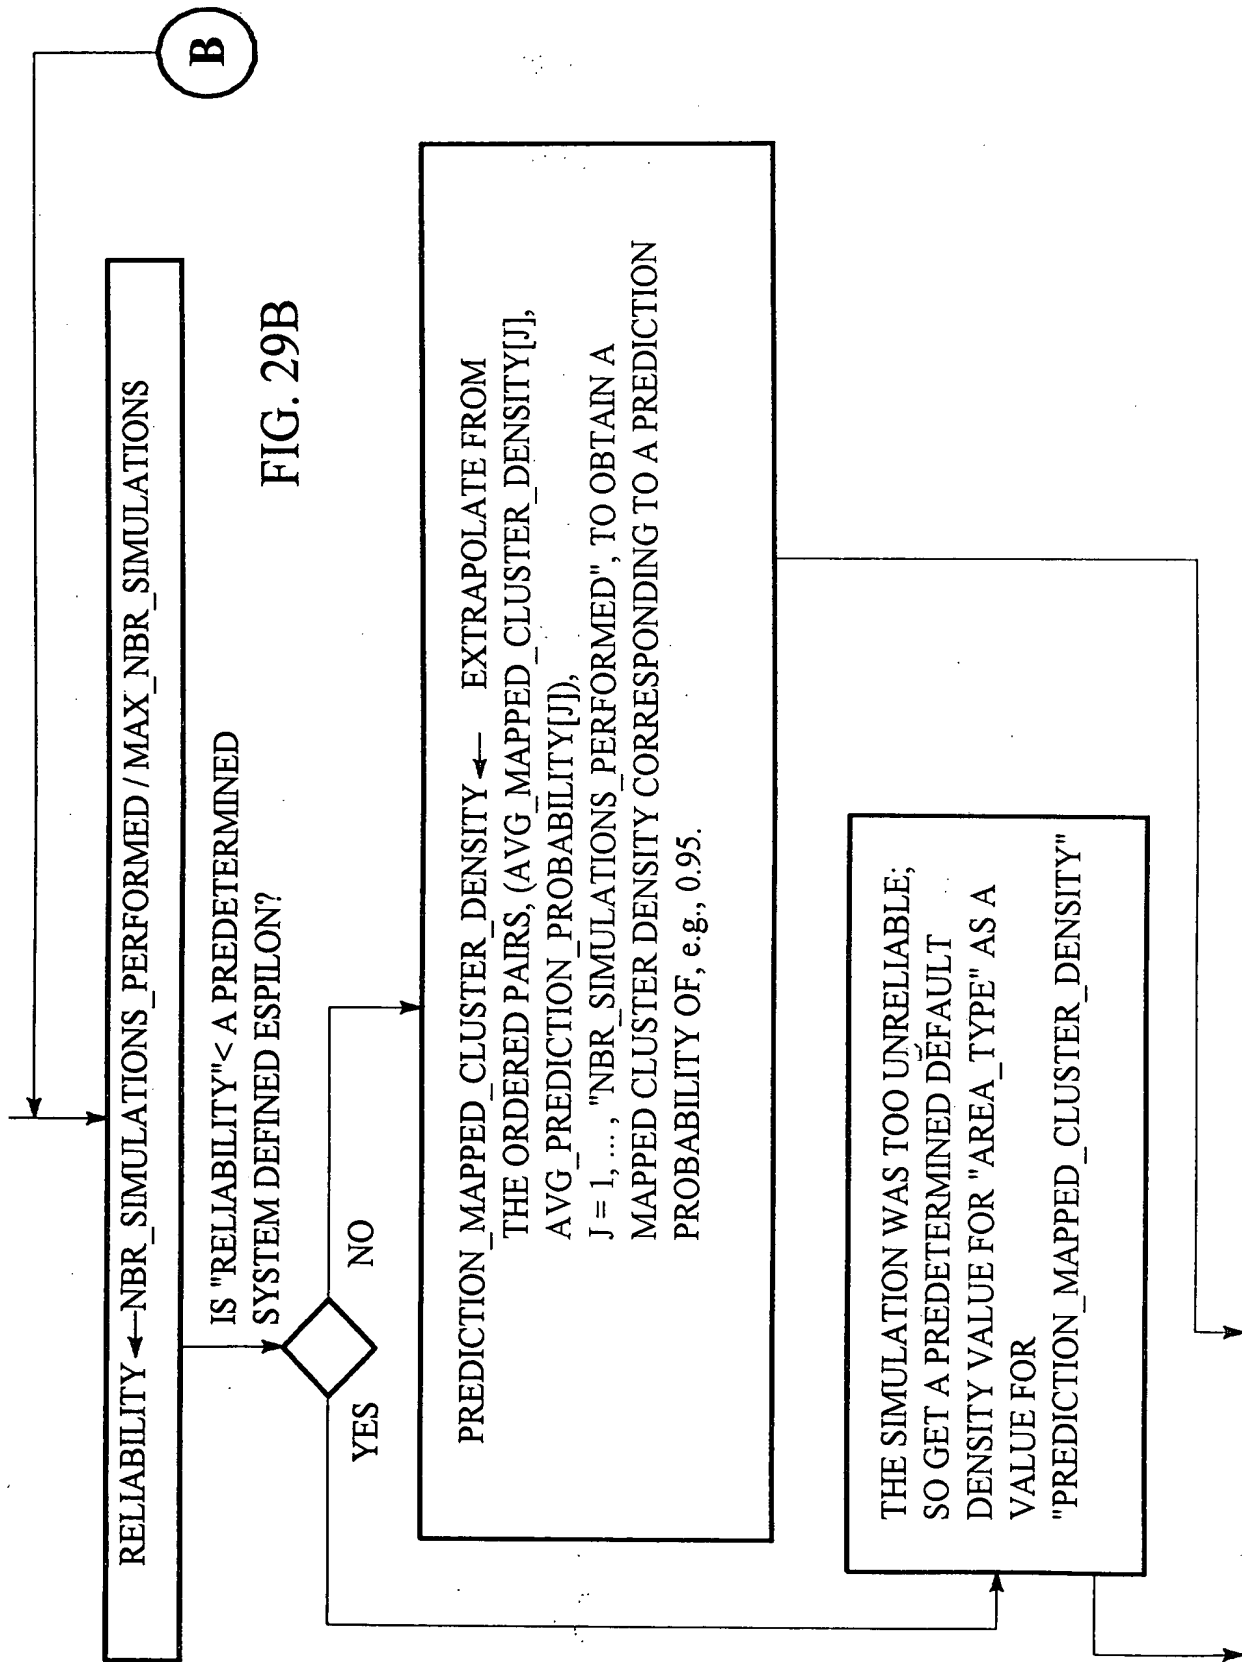 B
RELIABILITY ← NBR_SIMULATIONS_PERFORMED / MAX_NBR_SIMULATIONS
FIG. 29B
IS "RELIABILITY"< A PREDETERMINED
SYSTEM DEFINED ESPILON?
YES
NO
PREDICTION_MAPPED_CLUSTER_DENSITY ← EXTRAPOLATE FROM
THE ORDERED PAIRS, (AVG_MAPPED_CLUSTER_DENSITY[J],
AVG_PREDICTION_PROBABILITY[J]),
J = 1, ... , "NBR_SIMULATIONS_PERFORMED", TO OBTAIN A
MAPPED CLUSTER DENSITY CORRESPONDING TO A PREDICTION
PROBABILITY OF, e.g., 0.95.
THE SIMULATION WAS TOO UNRELIABLE;
SO GET A PREDETERMINED DEFAULT
DENSITY VALUE FOR "AREA_TYPE" AS A
VALUE FOR
"PREDICTION_MAPPED_CLUSTER_DENSITY"